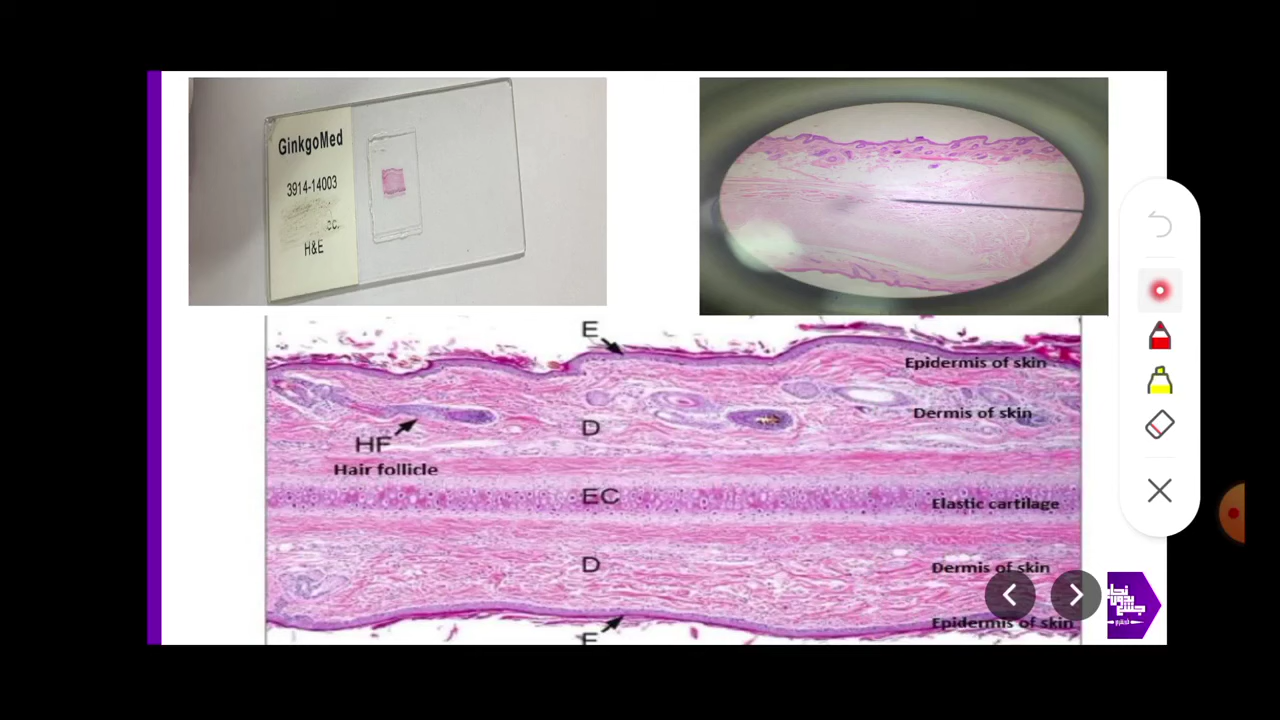 GinkgoMed
3914-14003
cc.
H&E
E
Epidermis of skin
Dermis of skin
D
HF
Hair follicle
EC
Elastic cartilage
D
Dermis of skin
Epidermis of skin
E